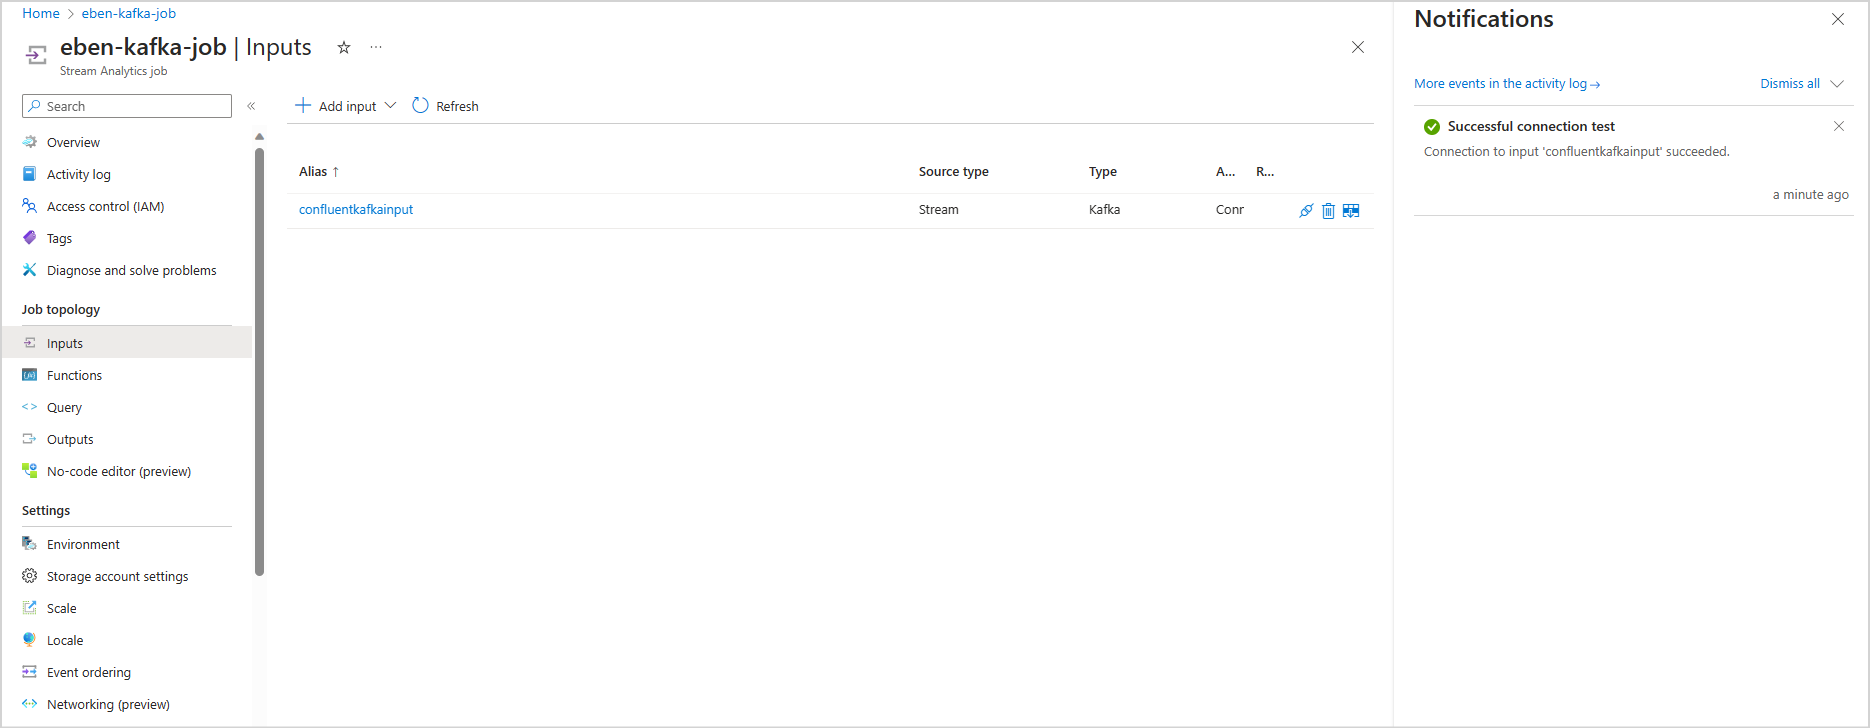 Home > eben-kafka-job
eben-kafka-job | Inputs
Stream Analytics job
Search
Overview
Activity log
Access control (IAM)
Tags
Diagnose and solve problems
Job topology
Inputs
Functions
Query
Outputs
No-code editor (preview)
Settings
Environment
Storage account settings
Scale
Locale
Event ordering
Networking (preview)
Add input Refresh
Alias ↑ Source type Type A... R...
confluentkafkainput Stream Kafka Conr
Notifications
More events in the activity log → Dismiss all
Successful connection test
Connection to input 'confluentkafkainput' succeeded.
a minute ago